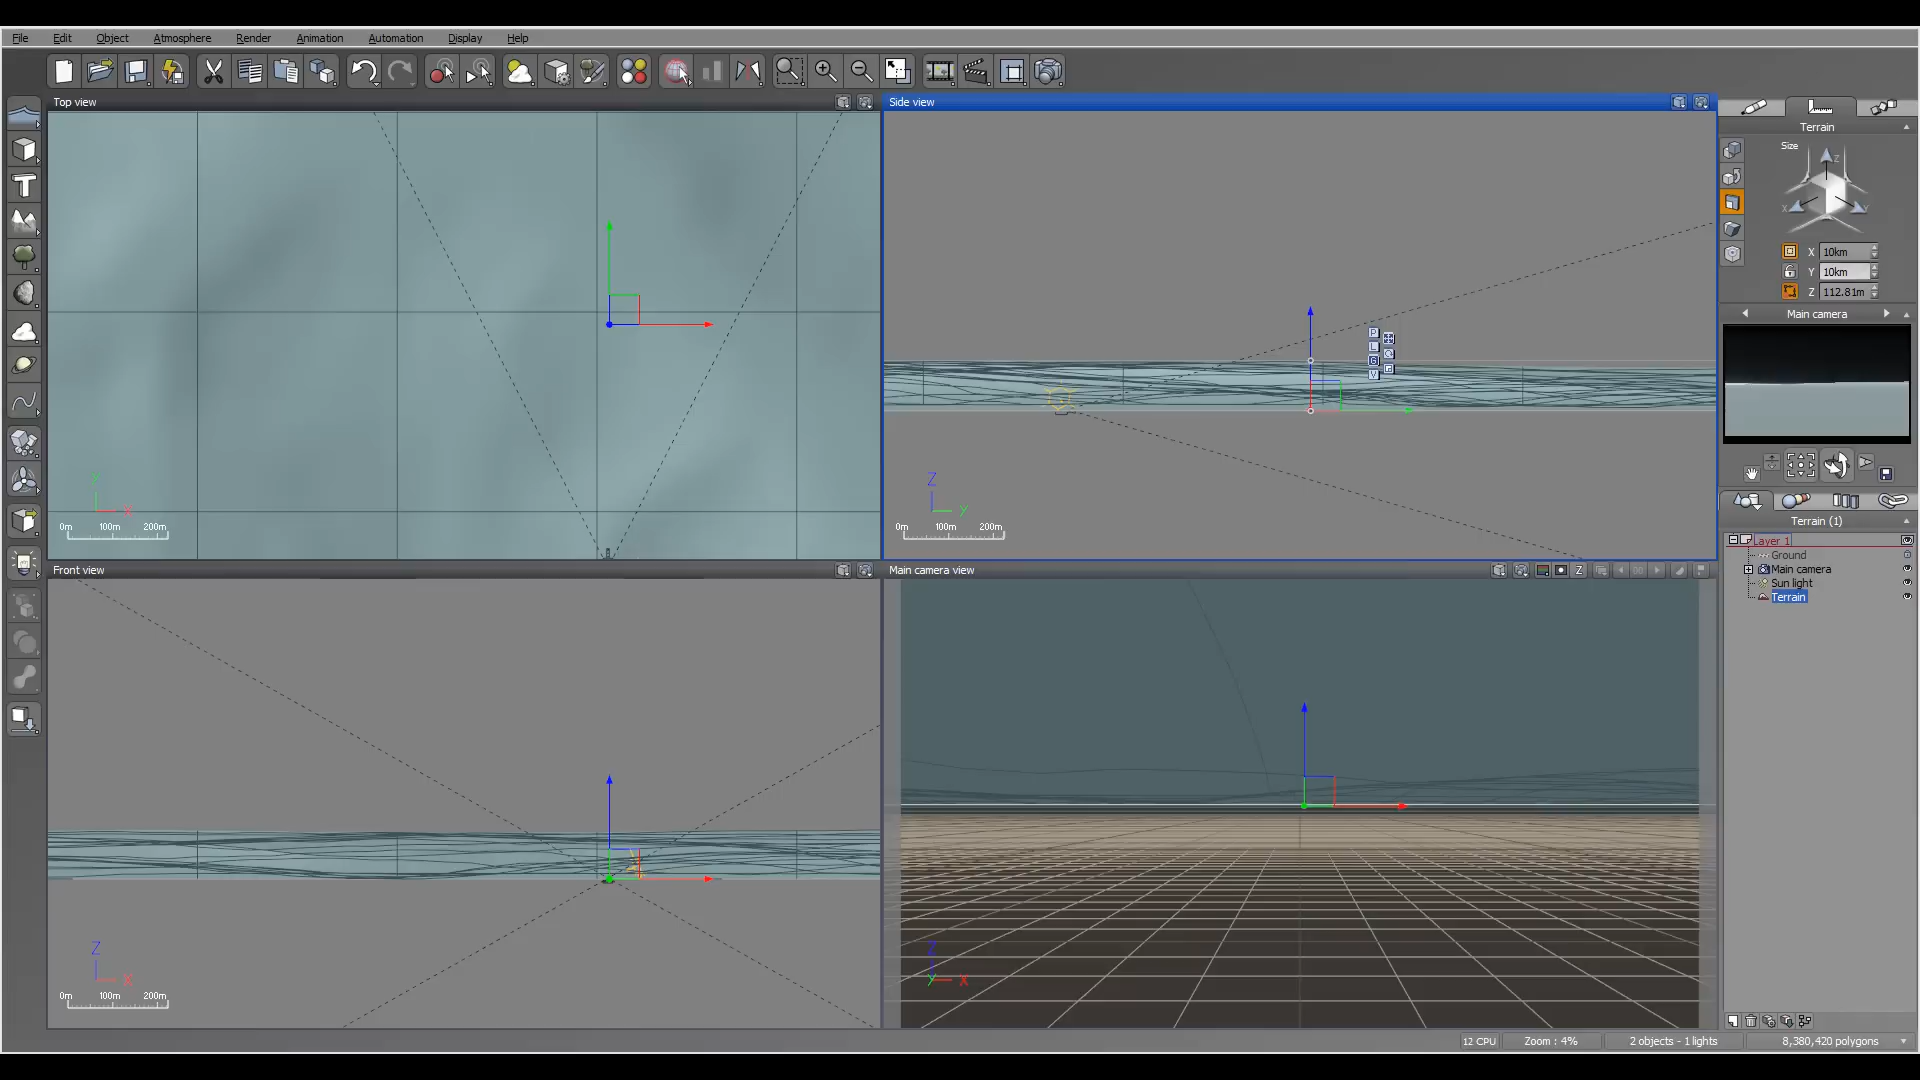 File Edit Object Atmosphere Render Animation Automation Display Help
Top view
Side view
Terrain
Size
Z
X
Y
X 10km
Y 10km
Z 112.81m
Main camera
P
L
G
V
Y
X
0m 100m 200m
Z
Y
0m 100m 200m
Terrain (1)
Layer 1
Ground
Main camera
Sun light
Terrain
Front view
Main camera view
Z
Z
X
0m 100m 200m
Z
Y
X
12 CPU
Zoom : 4%
2 objects - 1 lights
8,380,420 polygons